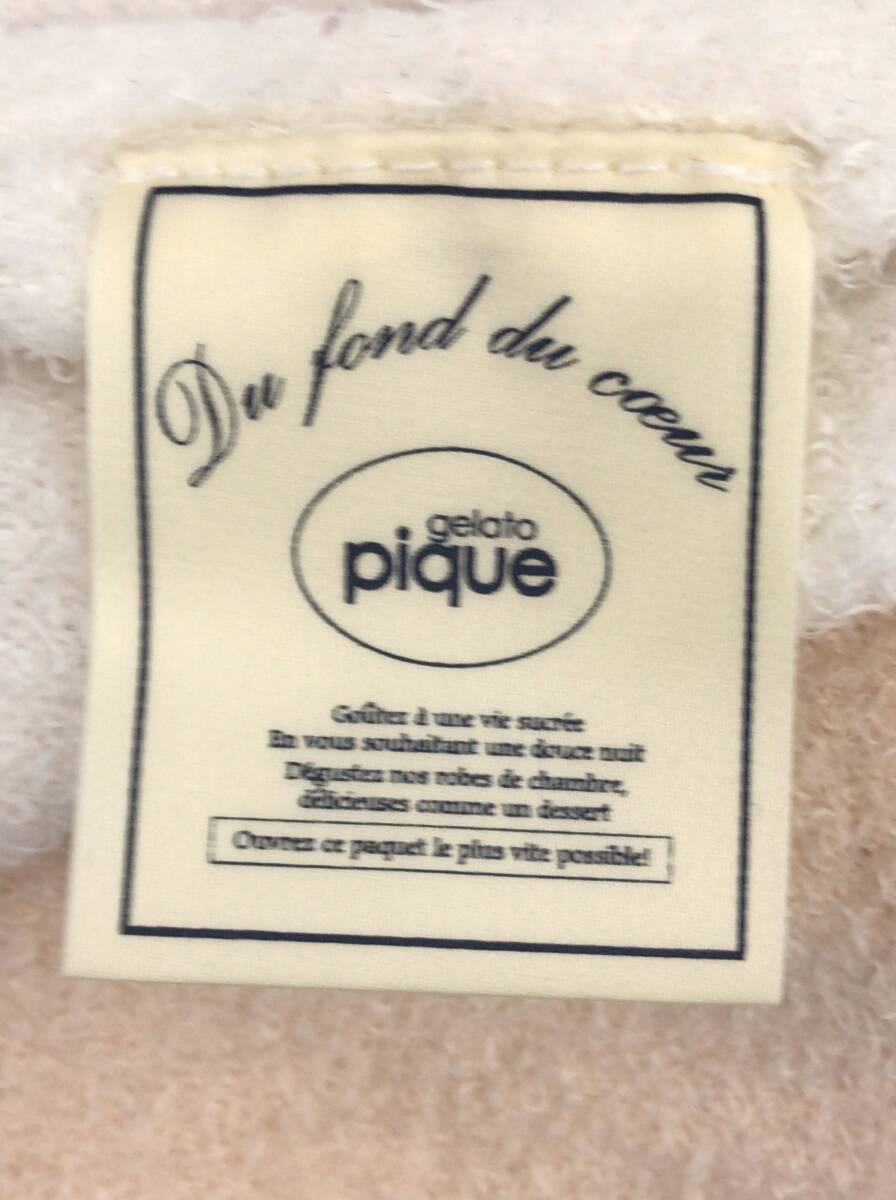 Du fond du cœur
gelato
pique
Goûtez à une vie sucrée
En vous souhaitant une douce nuit
Dégustez nos robes de chambre,
délicieuses comme un dessert
Ouvrez ce paquet le plus vite possible!